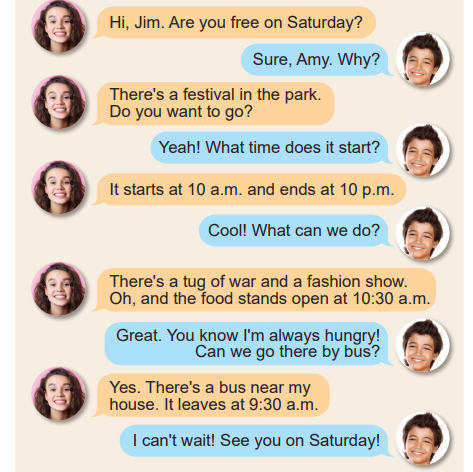 Hi, Jim. Are you free on Saturday?
Sure, Amy. Why?
There's a festival in the park.
Do you want to go?
Yeah! What time does it start?
It starts at 10 a.m. and ends at 10 p.m.
Cool! What can we do?
There's a tug of war and a fashion show.
Oh, and the food stands open at 10:30 a.m.
Great. You know I'm always hungry!
Can we go there by bus?
Yes. There's a bus near my
house. It leaves at 9:30 a.m.
I can't wait! See you on Saturday!